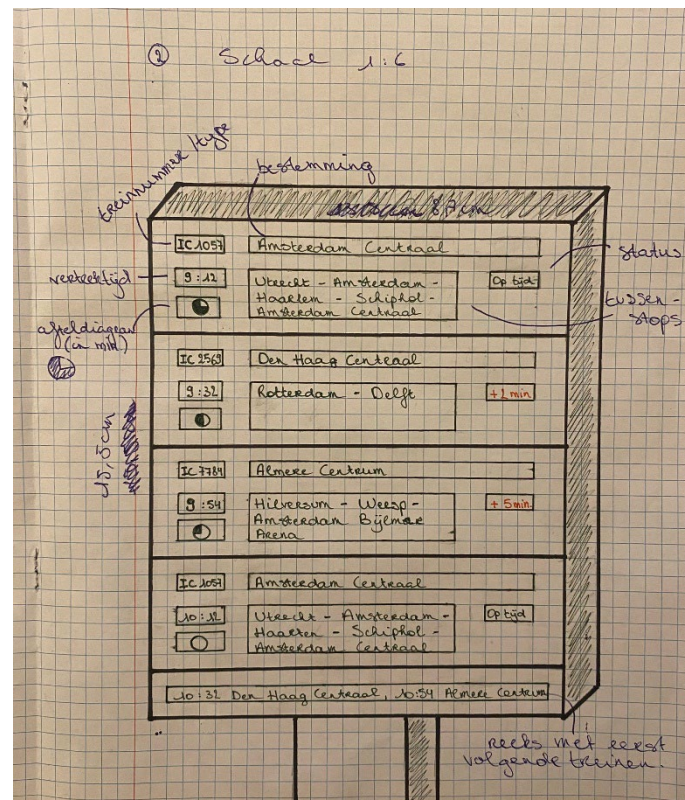 ② Schaal 1:6
treinnummer/type
bestemming
IC 1057
Amsterdam Centraal
status
vertrektijd
9:12
Utrecht - Amsterdam -
Haarlem - Schiphol -
Amsterdam Centraal
Op tijd
tussen-
stops
afteldiagram
(in min.)
IC 2569
Den Haag Centraal
9:32
Rotterdam - Delft
+1 min
15,5cm
IC 7784
Almere Centrum
9:54
Hilversum - Weesp -
Amsterdam Bijlmer
Arena
+ 5min
IC 1057
Amsterdam Centraal
10:12
Utrecht - Amsterdam -
Haarlem - Schiphol -
Amsterdam Centraal
Op tijd
10:32 Den Haag Centraal, 10:54 Almere Centrum
reeks met eerst
volgende treinen.